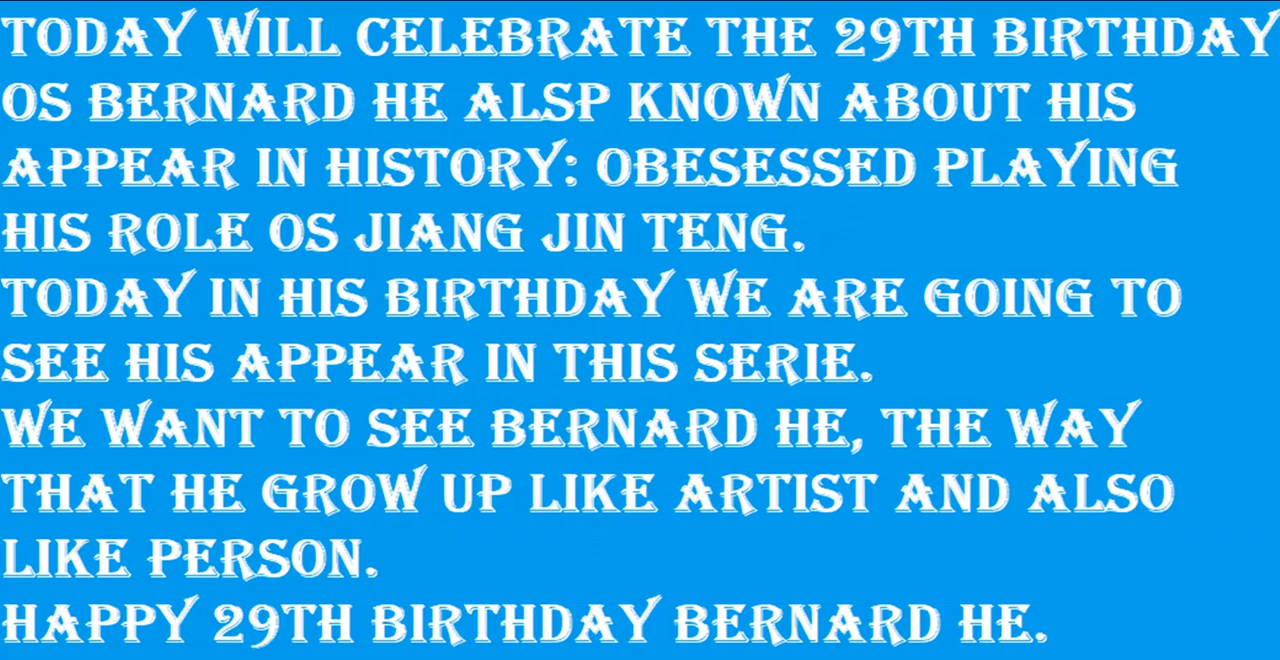 TODAY WILL CELEBRATE THE 29TH BIRTHDAY
OS BERNARD HE ALSP KNOWN ABOUT HIS
APPEAR IN HISTORY: OBESESSED PLAYING
HIS ROLE OS JIANG JIN TENG.
TODAY IN HIS BIRTHDAY WE ARE GOING TO
SEE HIS APPEAR IN THIS SERIE.
WE WANT TO SEE BERNARD HE, THE WAY
THAT HE GROW UP LIKE ARTIST AND ALSO
LIKE PERSON.
HAPPY 29TH BIRTHDAY BERNARD HE.